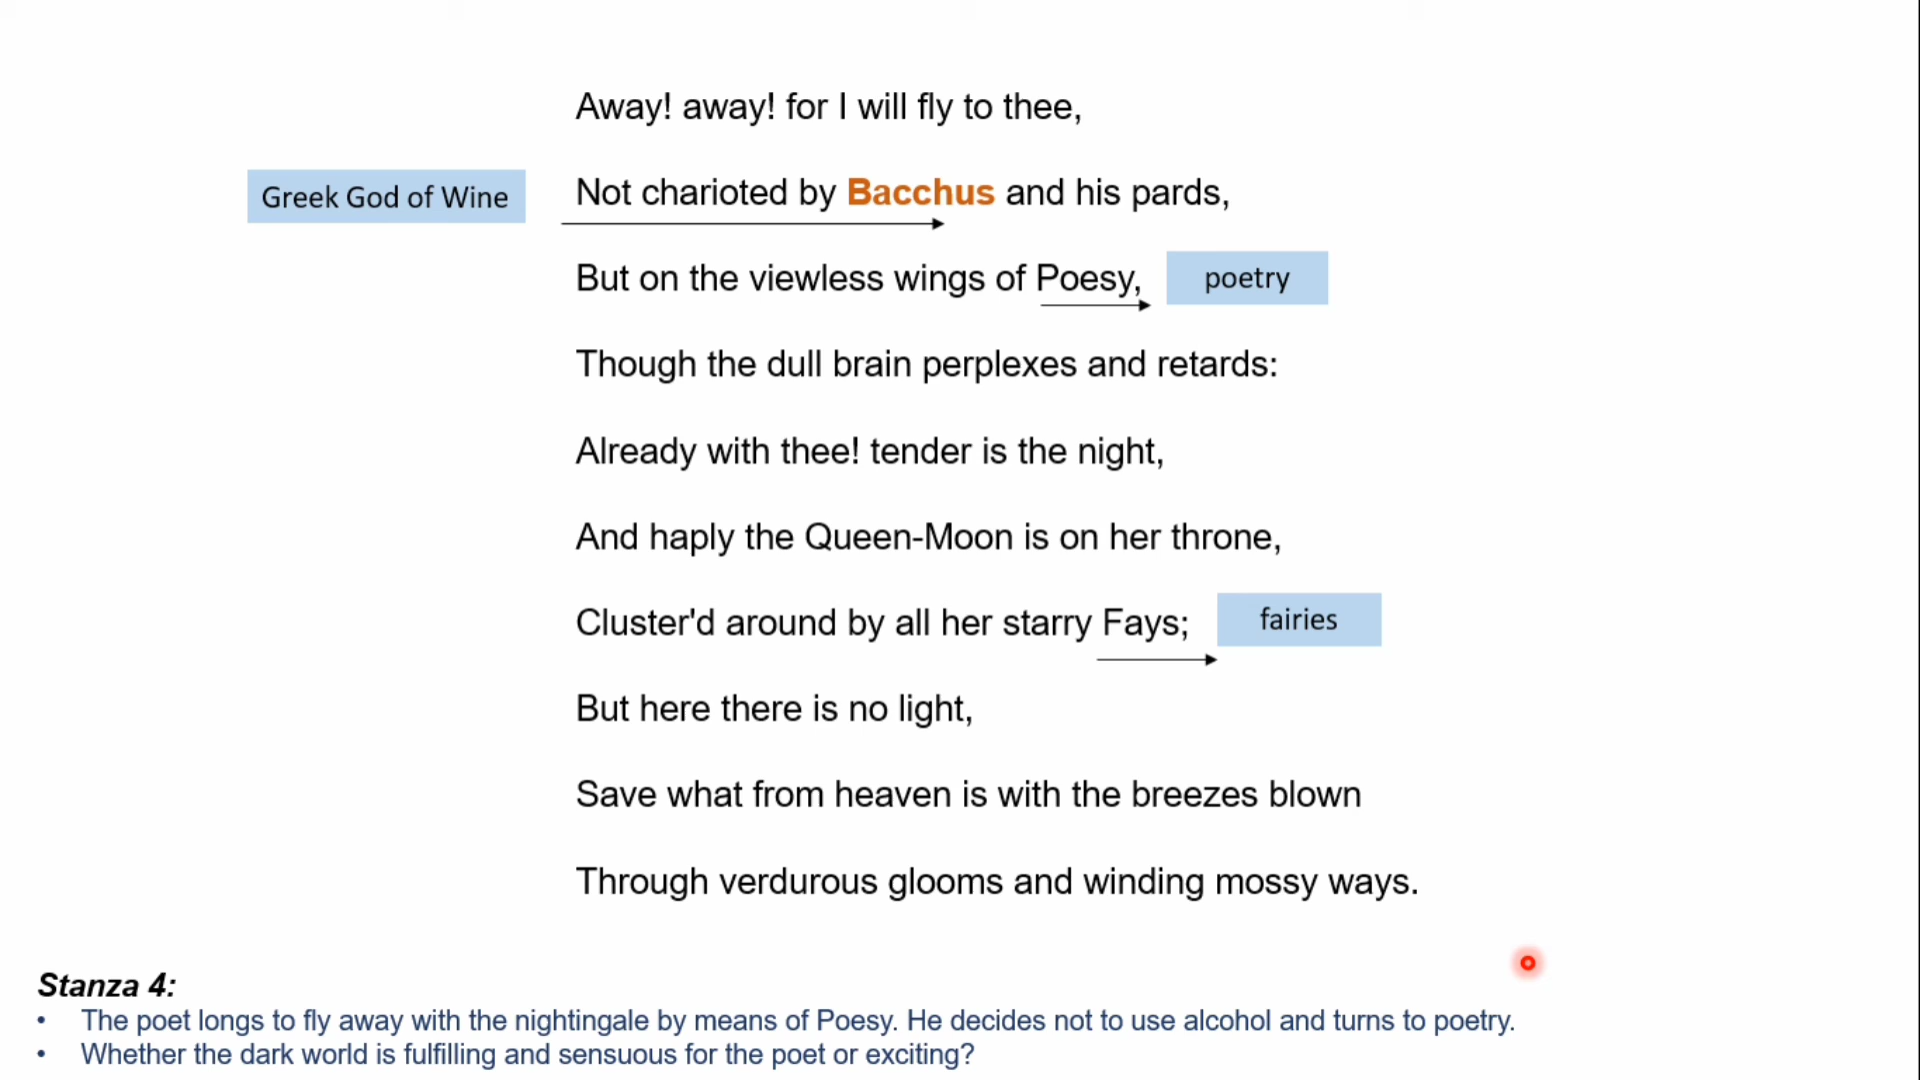 Away! away! for I will fly to thee,
Greek God of Wine
Not charioted by Bacchus and his pards,
But on the viewless wings of Poesy,
poetry
Though the dull brain perplexes and retards:
Already with thee! tender is the night,
And haply the Queen-Moon is on her throne,
Cluster'd around by all her starry Fays;
fairies
But here there is no light,
Save what from heaven is with the breezes blown
Through verdurous glooms and winding mossy ways.
Stanza 4:
• The poet longs to fly away with the nightingale by means of Poesy. He decides not to use alcohol and turns to poetry.
• Whether the dark world is fulfilling and sensuous for the poet or exciting?